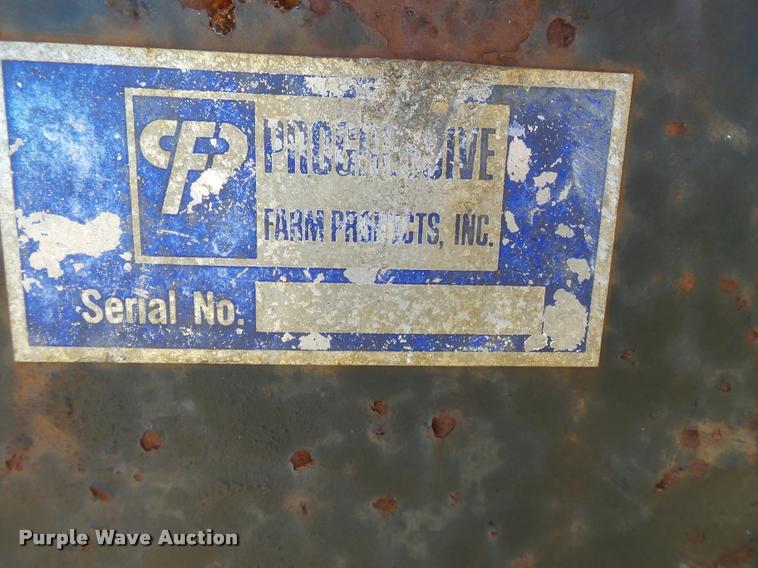 PROGRESSIVE
FARM PRODUCTS, INC.
Serial No.
Purple Wave Auction